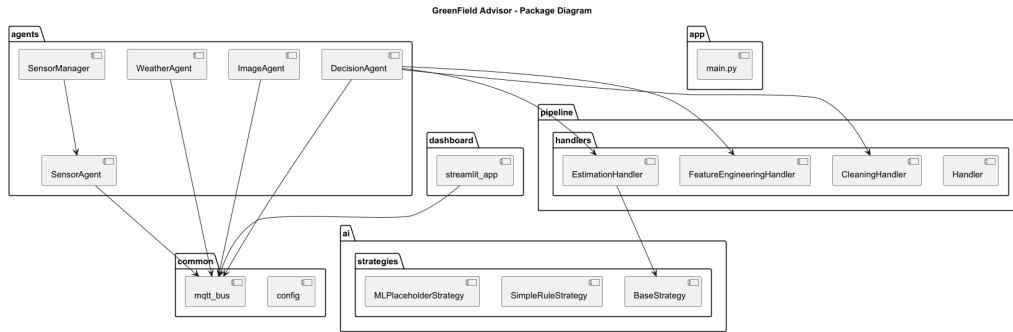 GreenField Advisor - Package Diagram
agents
SensorManager
WeatherAgent
ImageAgent
DecisionAgent
SensorAgent
app
main.py
pipeline
handlers
EstimationHandler
FeatureEngineeringHandler
CleaningHandler
Handler
dashboard
streamlit_app
ai
strategies
MLPlaceholderStrategy
SimpleRuleStrategy
BaseStrategy
common
mqtt_bus
config